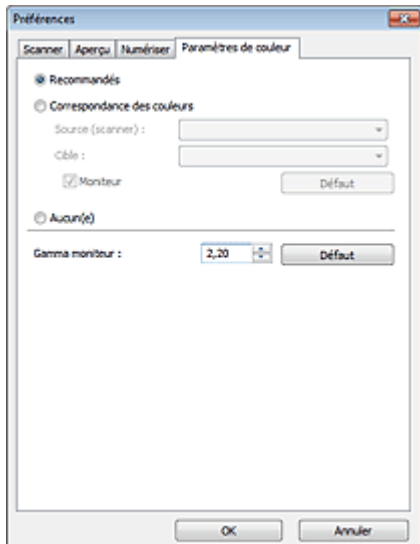 Préférences
Scanner Aperçu Numériser Paramètres de couleur
Recommandés
Correspondance des couleurs
Source (scanner) :
Cible :
Moniteur Défaut
Aucun(e)
Gamma moniteur : 2,20 Défaut
OK Annuler